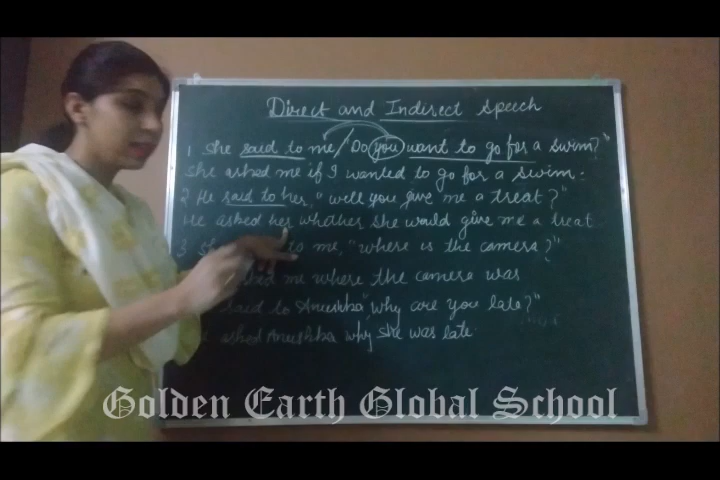 Direct and Indirect Speech
1 She said to me, "Do you want to go for a swim?"
She asked me if I wanted to go for a swim.
2 He said to her, "Will you give me a treat?"
He asked her whether she would give me a treat
3 to me, "where is the camera?"
me where the camera was
said to Anushka "why are you late?"
asked Anushka why she was late.
Golden Earth Global School